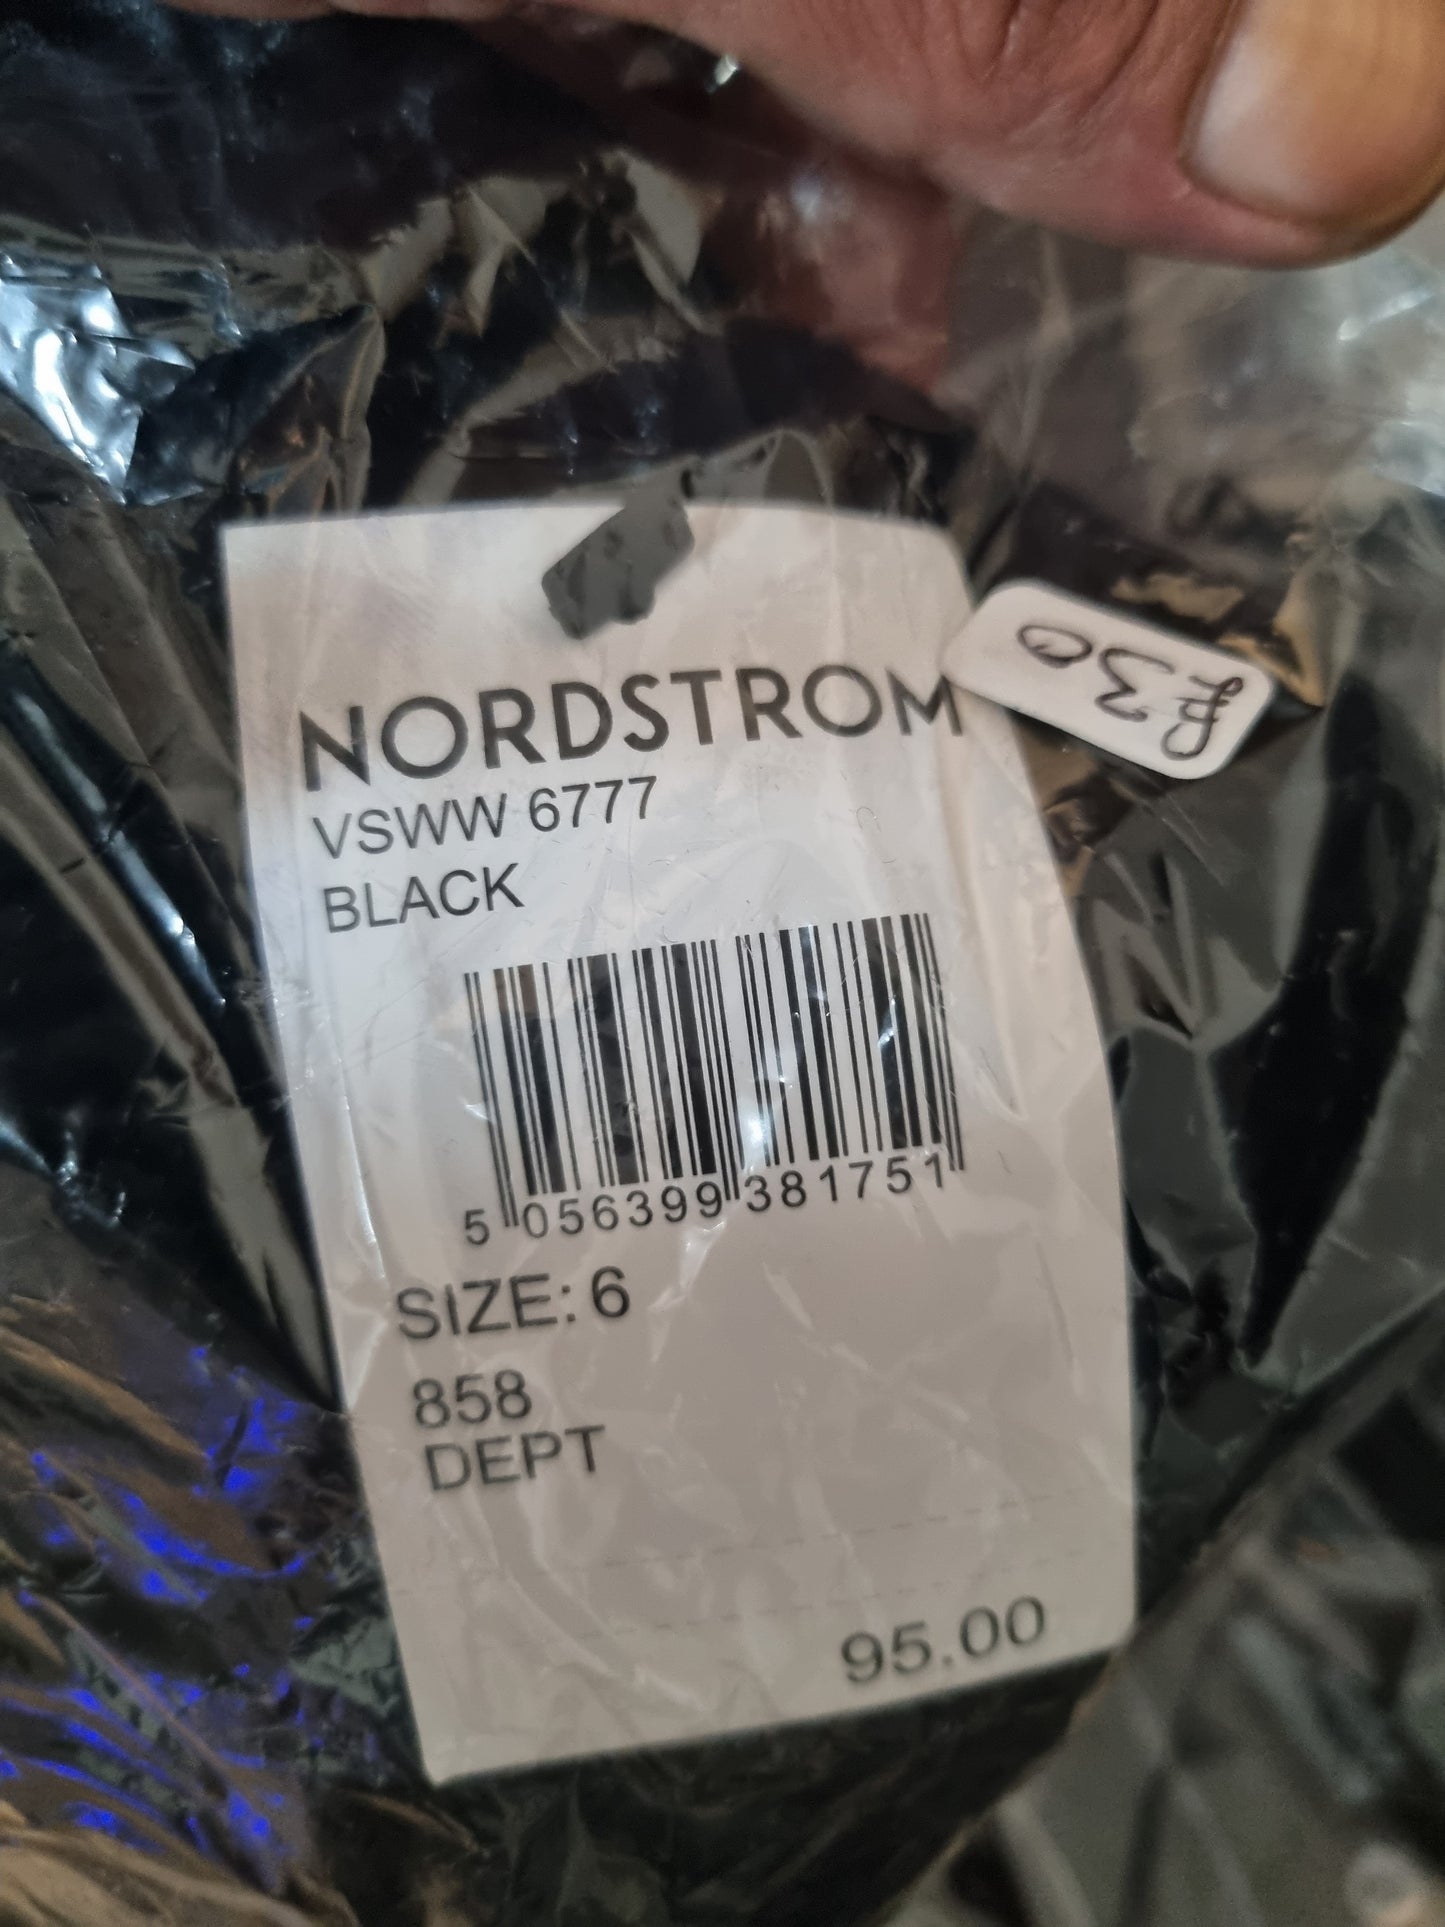 NORDSTROM
VSWW 6777
BLACK
5 056399 381751
SIZE: 6
858
DEPT
95.00
£30